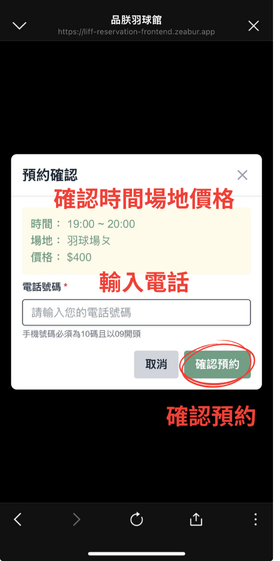 品朕羽球館
https://liff-reservation-frontend.zeabur.app
預約確認
確認時間場地價格
時間： 19:00 ~ 20:00
場地： 羽球場ㄆ
價格： $400
輸入電話
電話號碼 *
請輸入您的電話號碼
手機號碼必須為10碼且以09開頭
取消
確認預約
確認預約